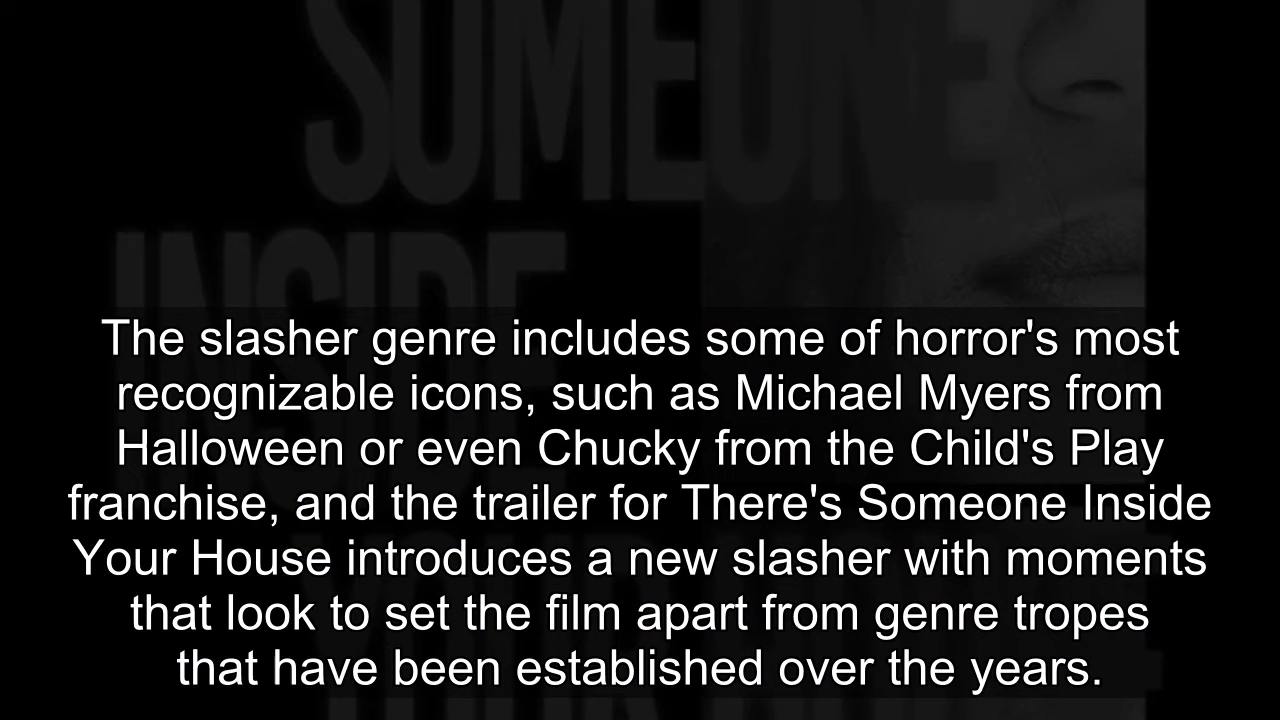 SOMEONE
INSIDE
The slasher genre includes some of horror's most
recognizable icons, such as Michael Myers from
Halloween or even Chucky from the Child's Play
franchise, and the trailer for There's Someone Inside
Your House introduces a new slasher with moments
that look to set the film apart from genre tropes
that have been established over the years.